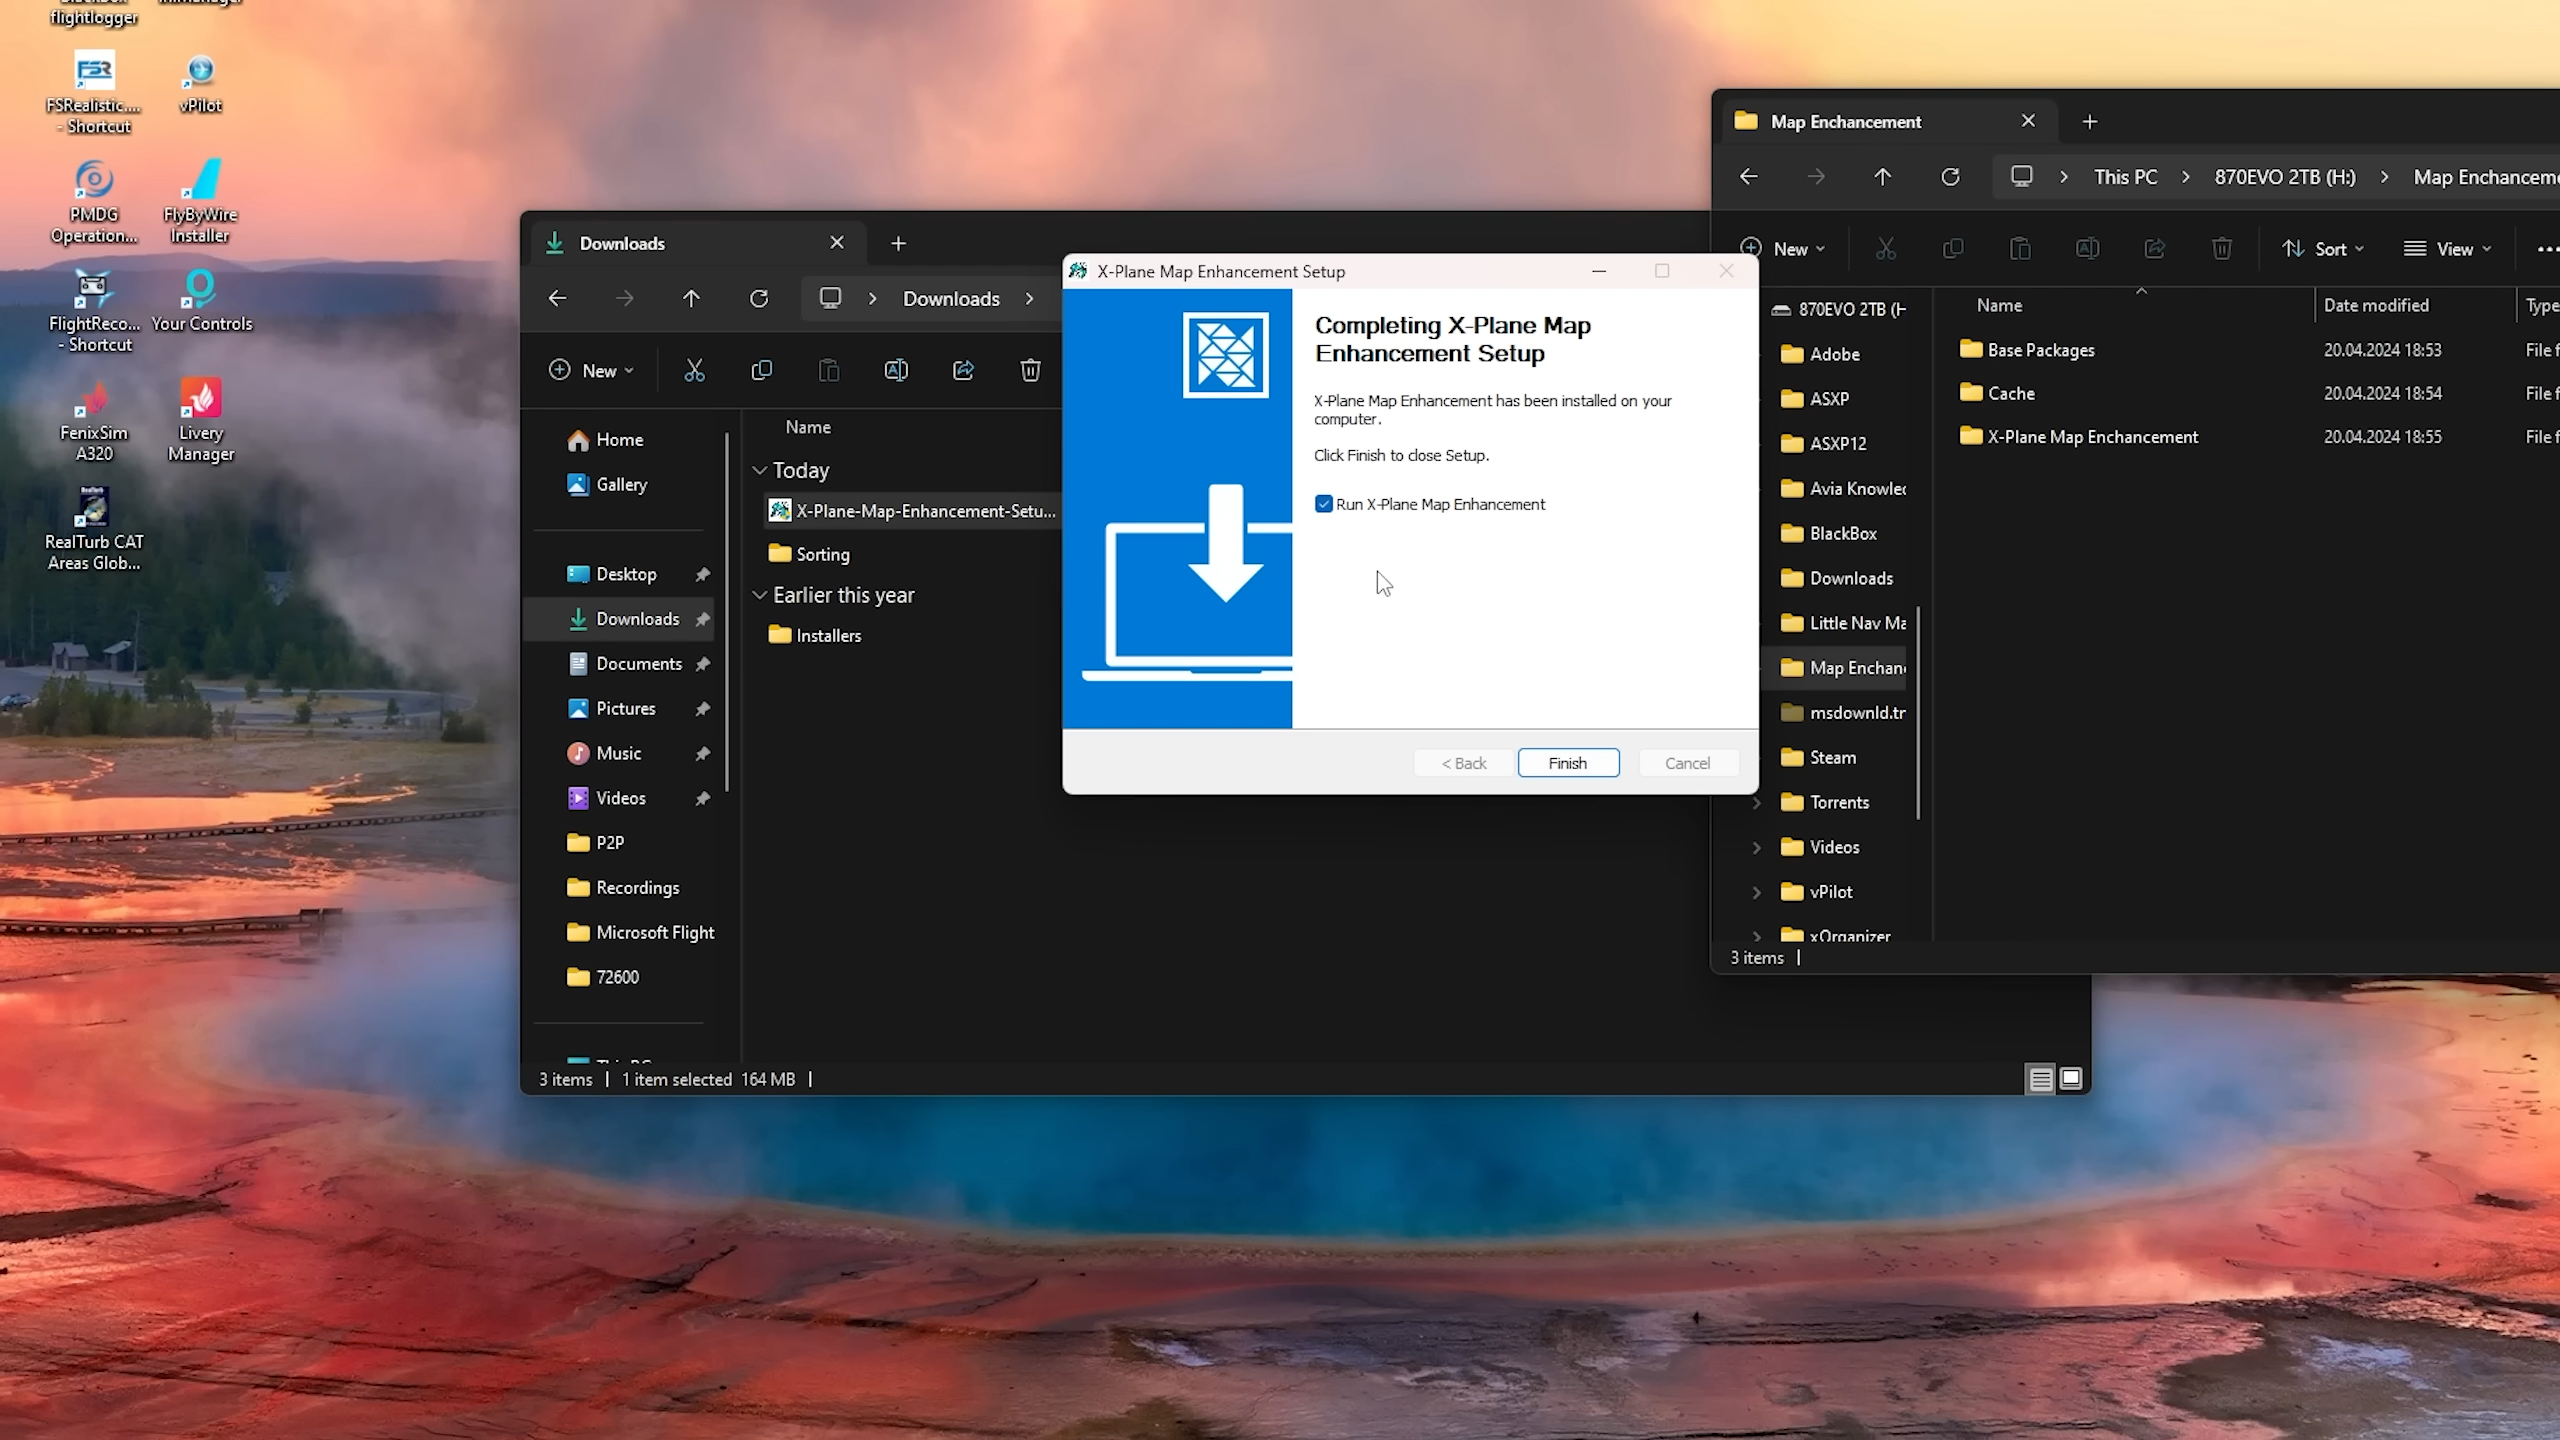 flightlogger
FSRealistic....
- Shortcut
vPilot
PMDG
Operation...
FlyByWire
Installer
FlightReco...
- Shortcut
Your Controls
FenixSim
A320
Livery
Manager
RealTurb CAT
Areas Glob...
Downloads
Downloads
New
Name
Home
Gallery
Desktop
Downloads
Documents
Pictures
Music
Videos
P2P
Recordings
Microsoft Flight
72600
Today
X-Plane-Map-Enhancement-Setu...
Sorting
Earlier this year
Installers
3 items
1 item selected 164 MB
X-Plane Map Enhancement Setup
Completing X-Plane Map
Enhancement Setup
X-Plane Map Enhancement has been installed on your
computer.
Click Finish to close Setup.
Run X-Plane Map Enhancement
< Back
Finish
Cancel
Map Enchancement
This PC
870EVO 2TB (H:)
Map Enchanceme
New
Sort
View
870EVO 2TB (H
Adobe
ASXP
ASXP12
Avia Knowled
BlackBox
Downloads
Little Nav Ma
Map Enchan
msdownld.tr
Steam
Torrents
Videos
vPilot
xOrganizer
Name
Date modified
Type
Base Packages
20.04.2024 18:53
File f
Cache
20.04.2024 18:54
File f
X-Plane Map Enchancement
20.04.2024 18:55
File f
3 items